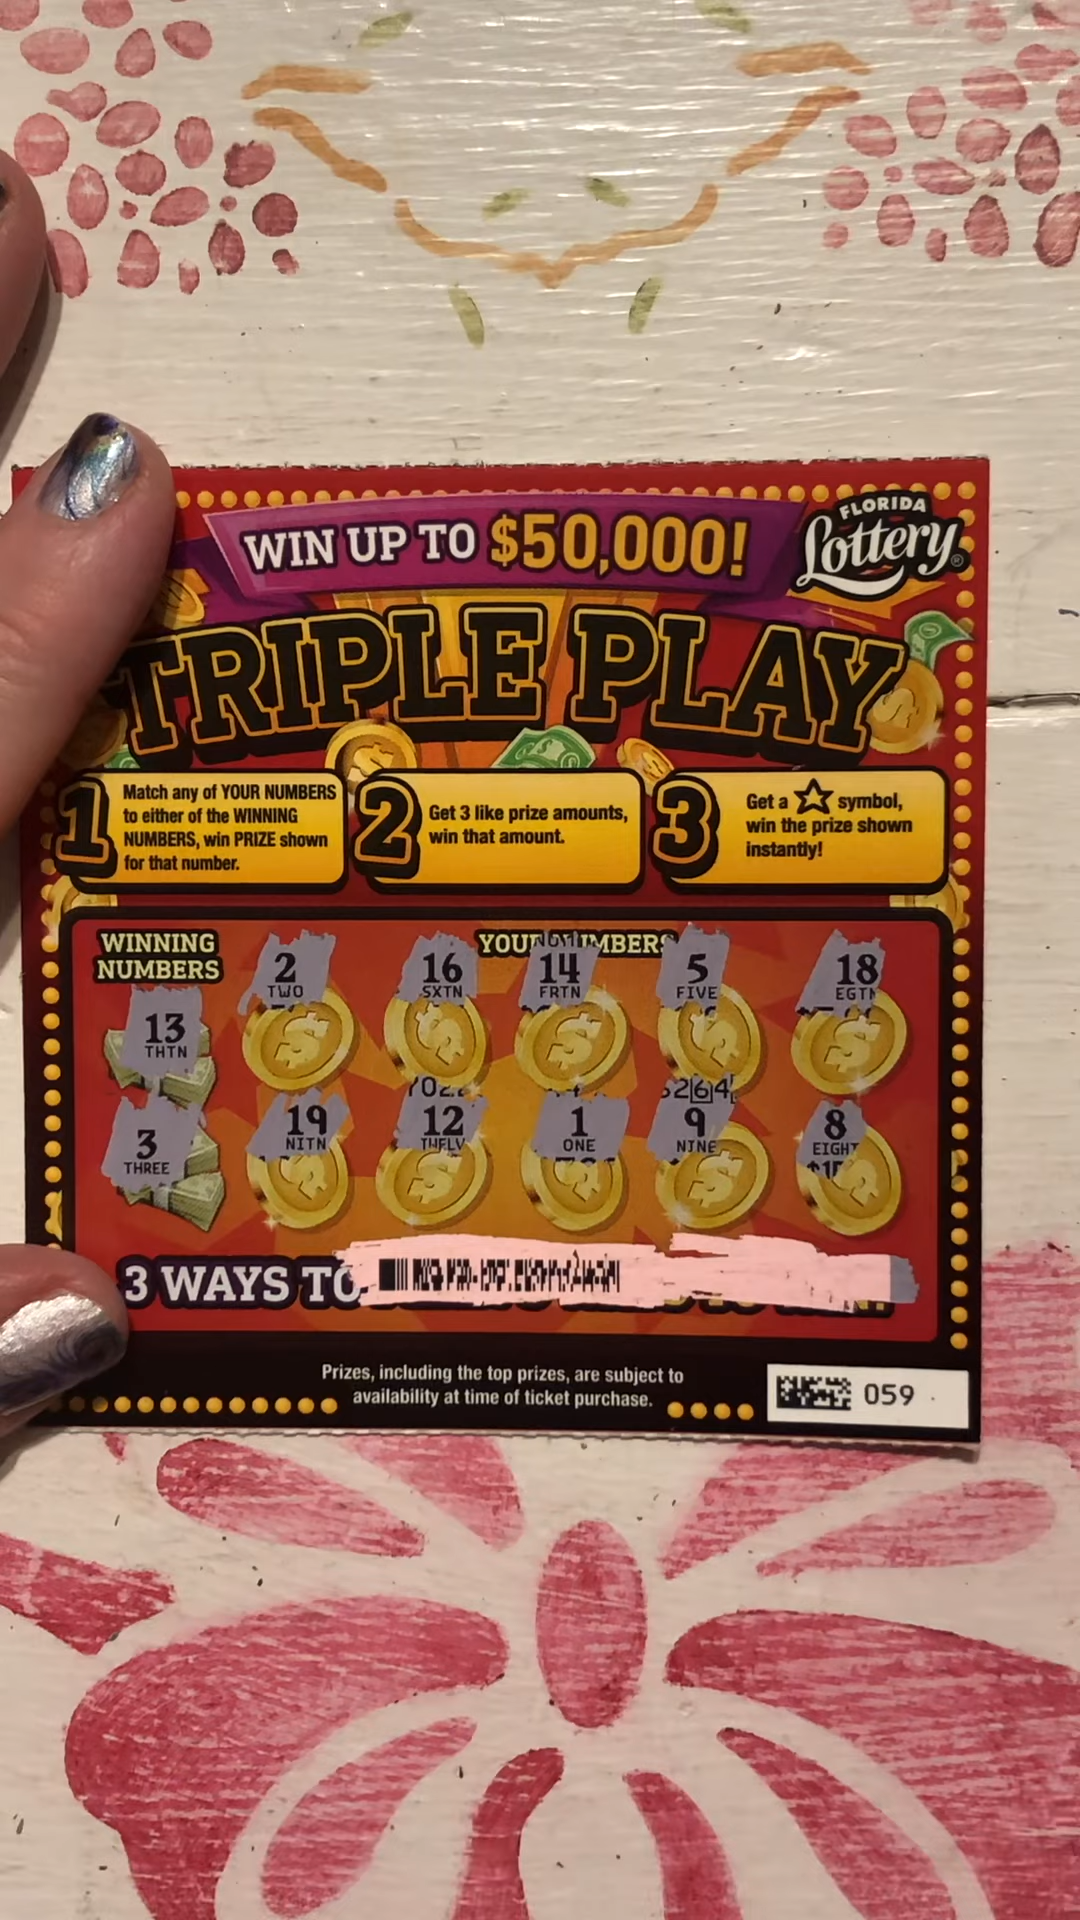 WIN UP TO $50,000!
FLORIDA
Lottery®
TRIPLE PLAY
1
Match any of YOUR NUMBERS
to either of the WINNING
NUMBERS, win PRIZE shown
for that number.
2
Get 3 like prize amounts,
win that amount.
3
Get a symbol,
win the prize shown
instantly!
WINNING
NUMBERS
13
THTN
3
THREE
2 16 14 5 18
TWO SXTN FRTN FIVE EGTN
19 12 1 9 8
NITN TWELV ONE NINE EIGHT
3 WAYS TO
Prizes, including the top prizes, are subject to
availability at time of ticket purchase.
059